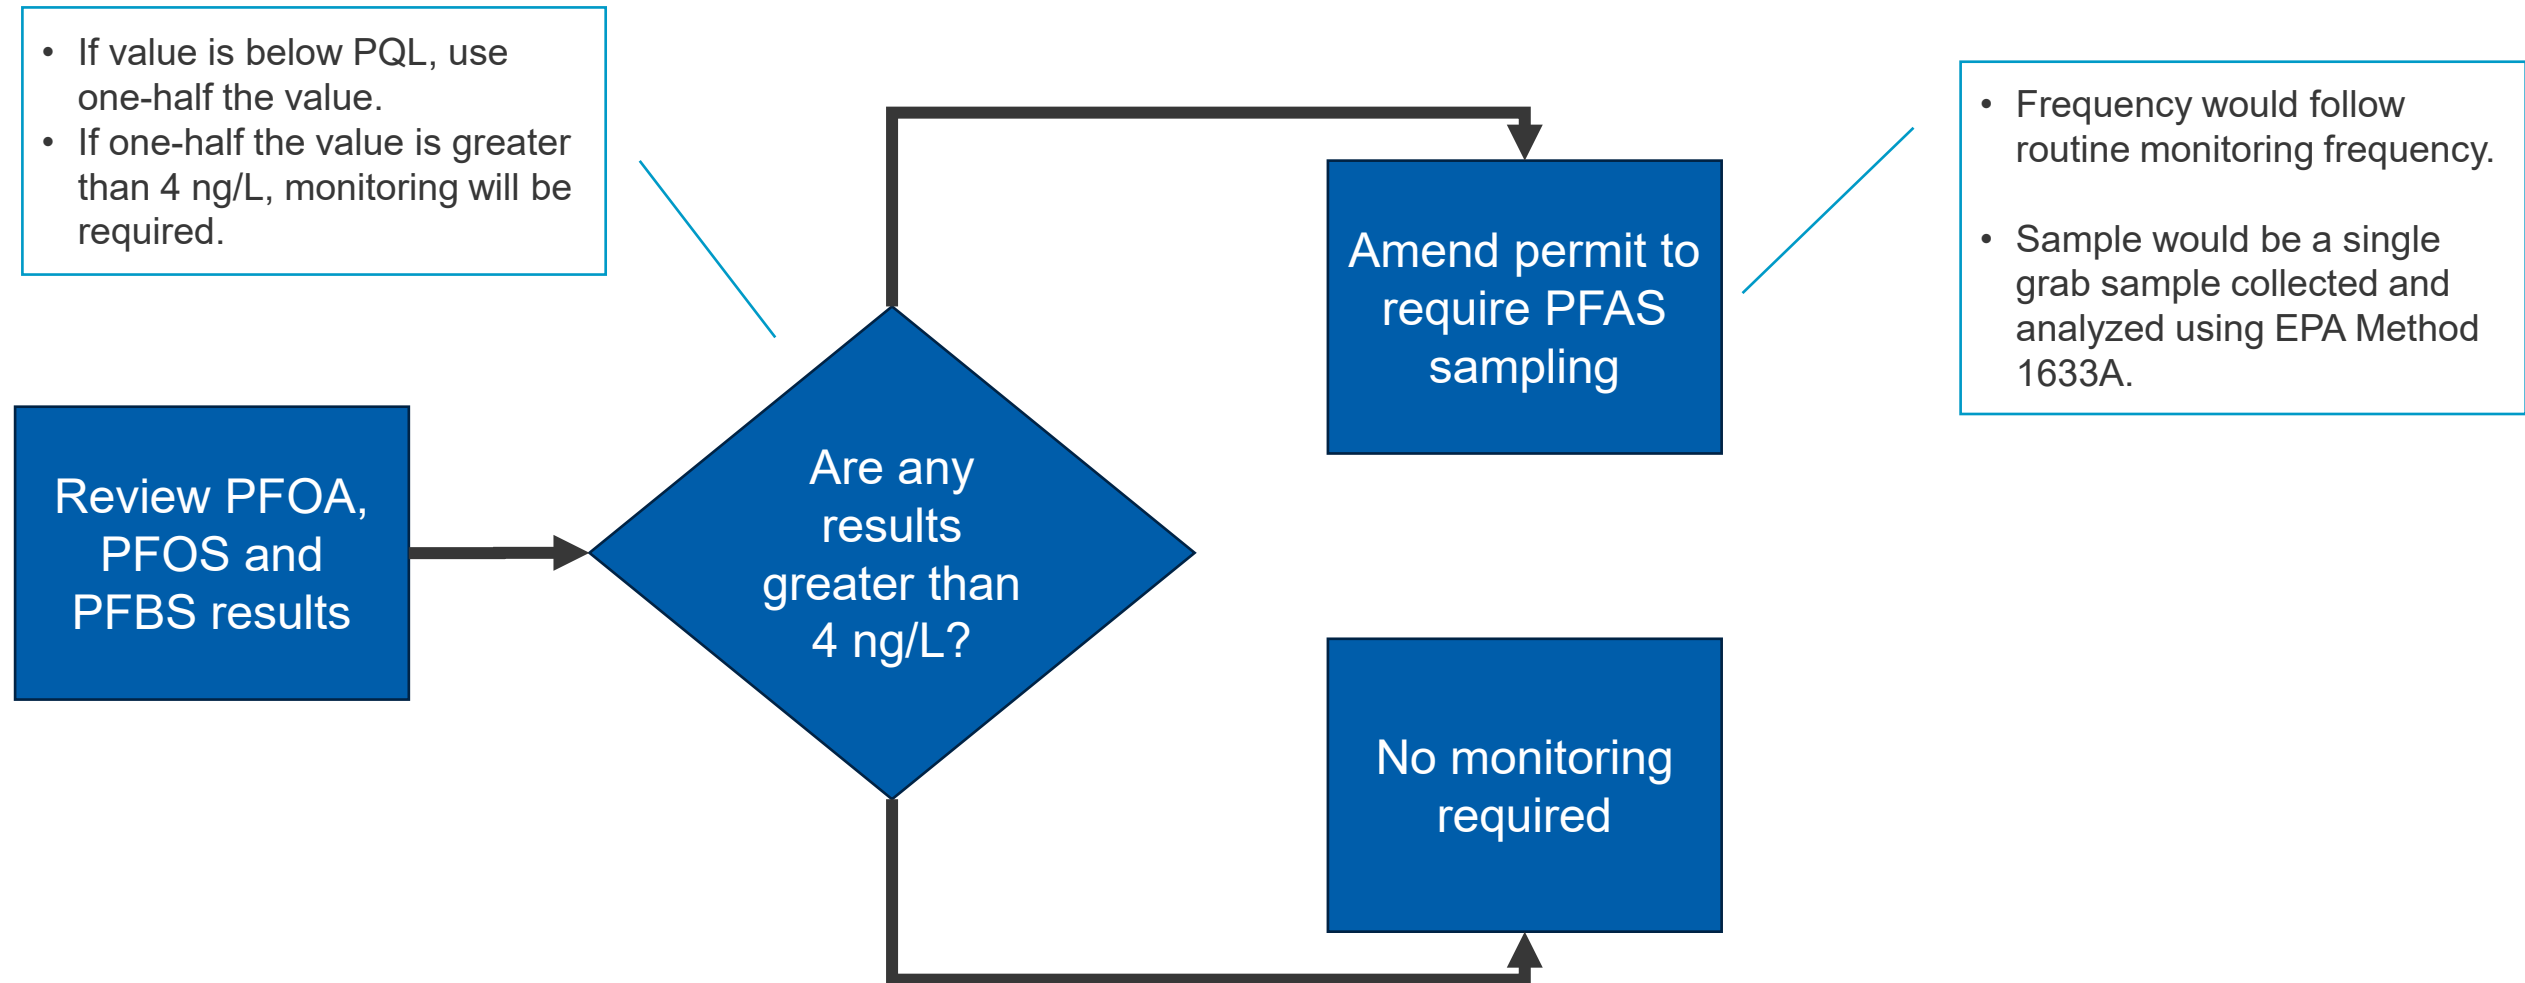 • If value is below PQL, use
one-half the value.
• If one-half the value is greater
than 4 ng/L, monitoring will be
required.
Review PFOA,
PFOS and
PFBS results
Are any
results
greater than
4 ng/L?
Amend permit to
require PFAS
sampling
• Frequency would follow
routine monitoring frequency.
• Sample would be a single
grab sample collected and
analyzed using EPA Method
1633A.
No monitoring
required